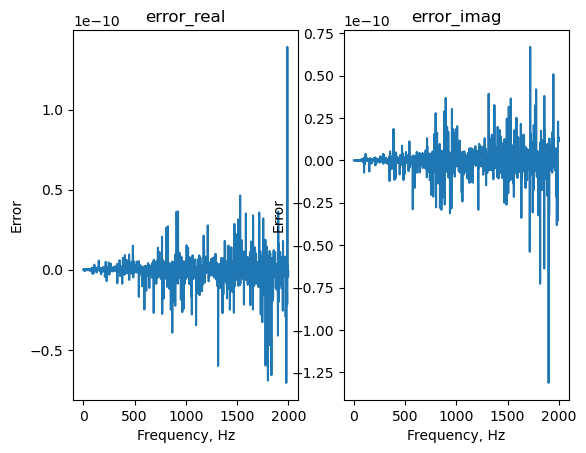 error_real
1e−10
1.0
0.5
0.0
−0.5
Error
0
500
1000
1500
2000
Frequency, Hz
error_imag
1e−10
0.75
0.50
0.25
0.00
−0.25
−0.50
−0.75
−1.00
−1.25
Error
0
500
1000
1500
2000
Frequency, Hz